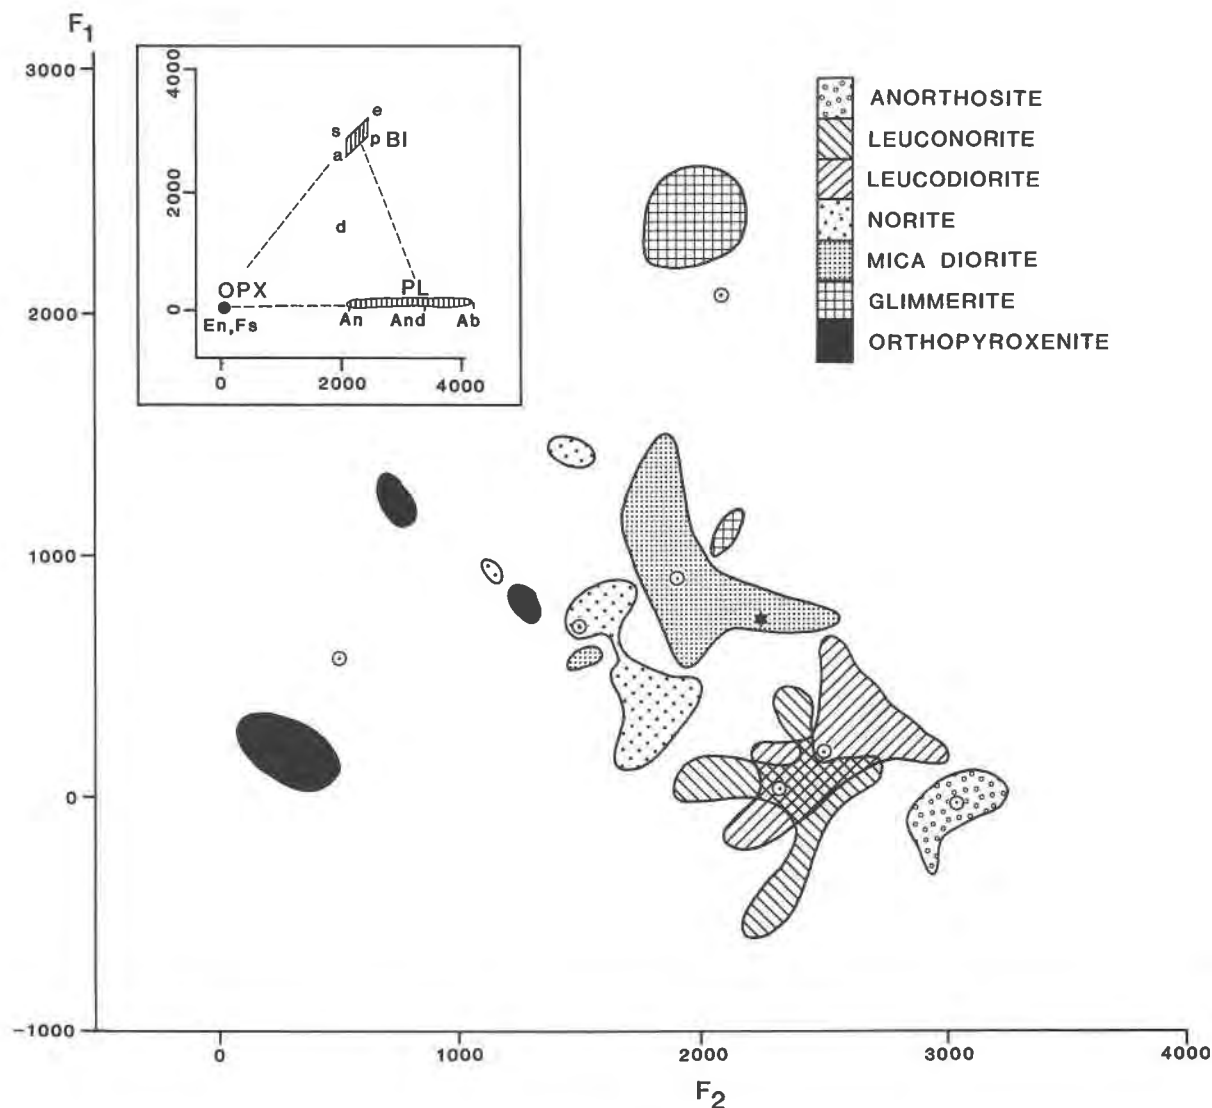 F1
3000
2000
1000
0
-1000
0
1000
2000
3000
4000
F2
4000
2000
0
0
2000
4000
e
s
p BI
a
d
OPX
PL
En,Fs
An And Ab
ANORTHOSITE
LEUCONORITE
LEUCODIORITE
NORITE
MICA DIORITE
GLIMMERITE
ORTHOPYROXENITE